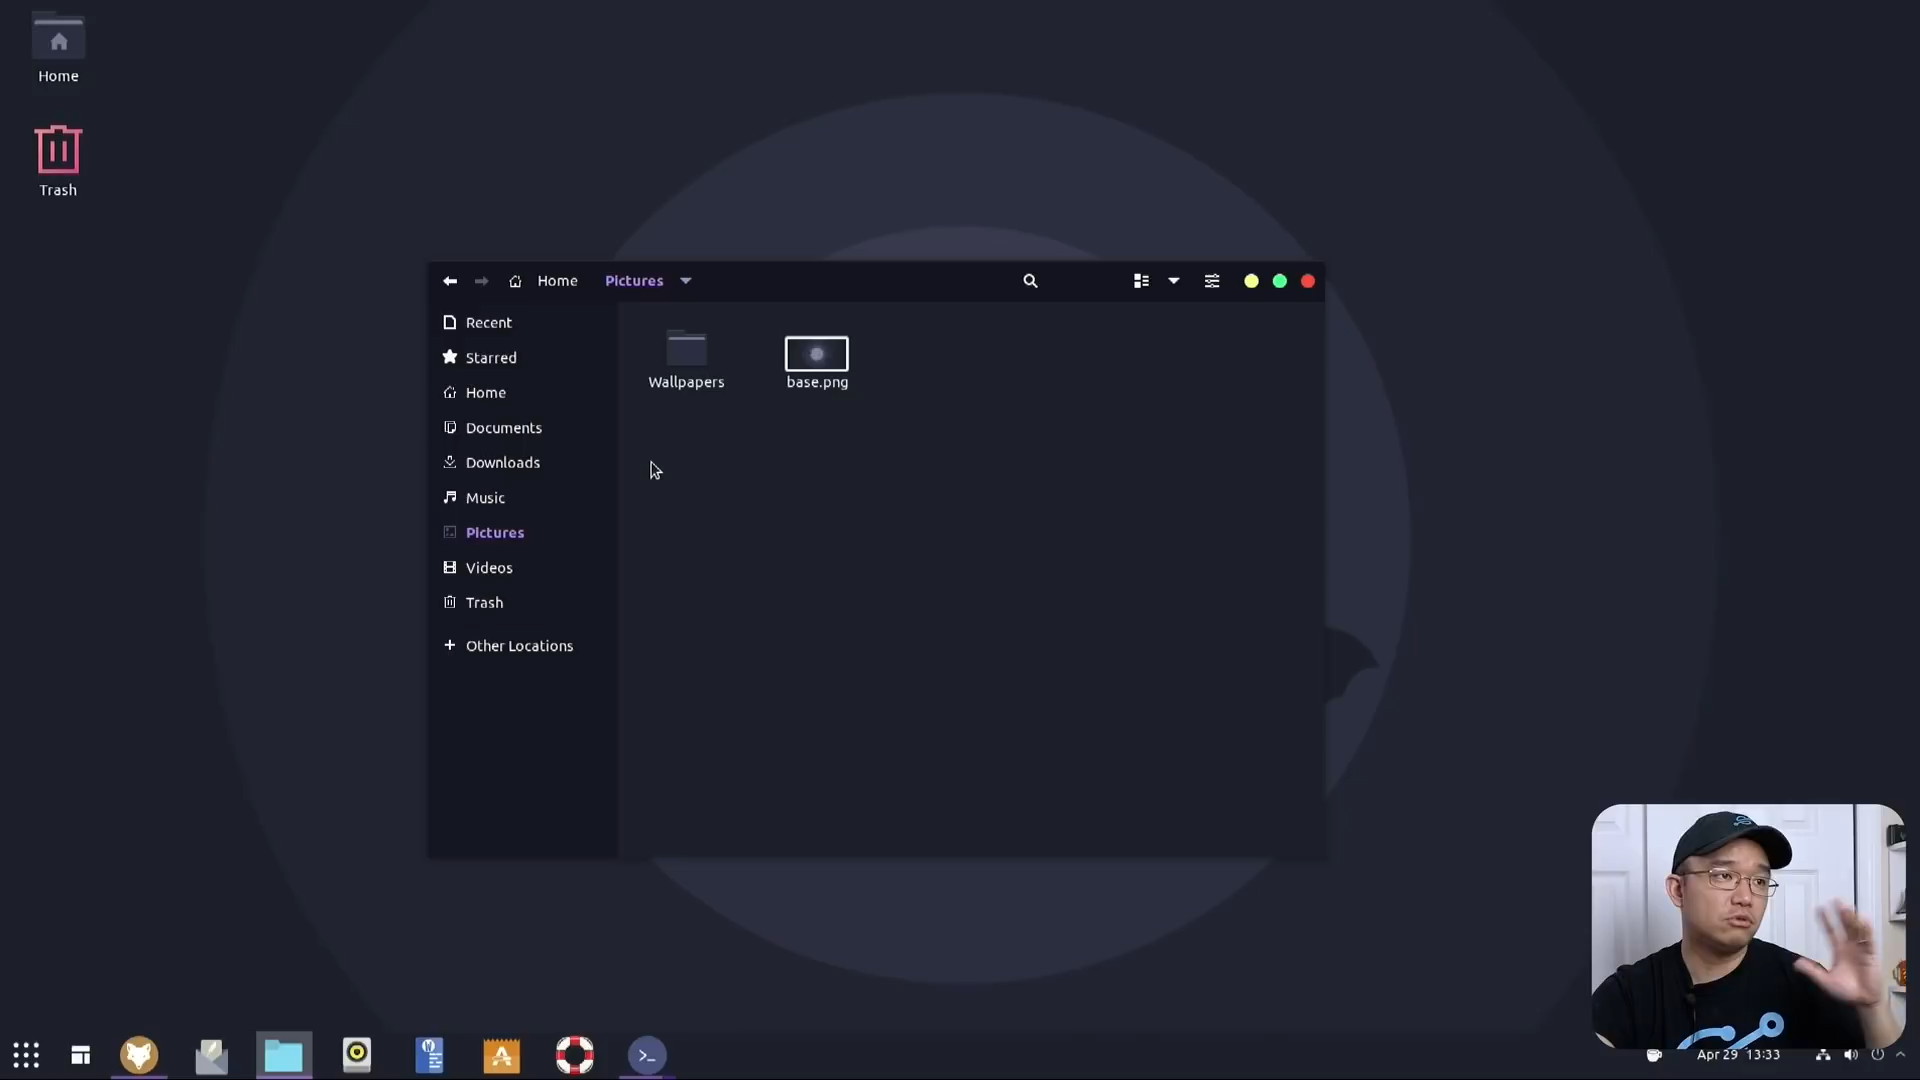 Home
Trash
Home Pictures
Recent
Starred
Home
Documents
Downloads
Music
Pictures
Videos
Trash
Other Locations
Wallpapers
base.png
Apr 29 13:33